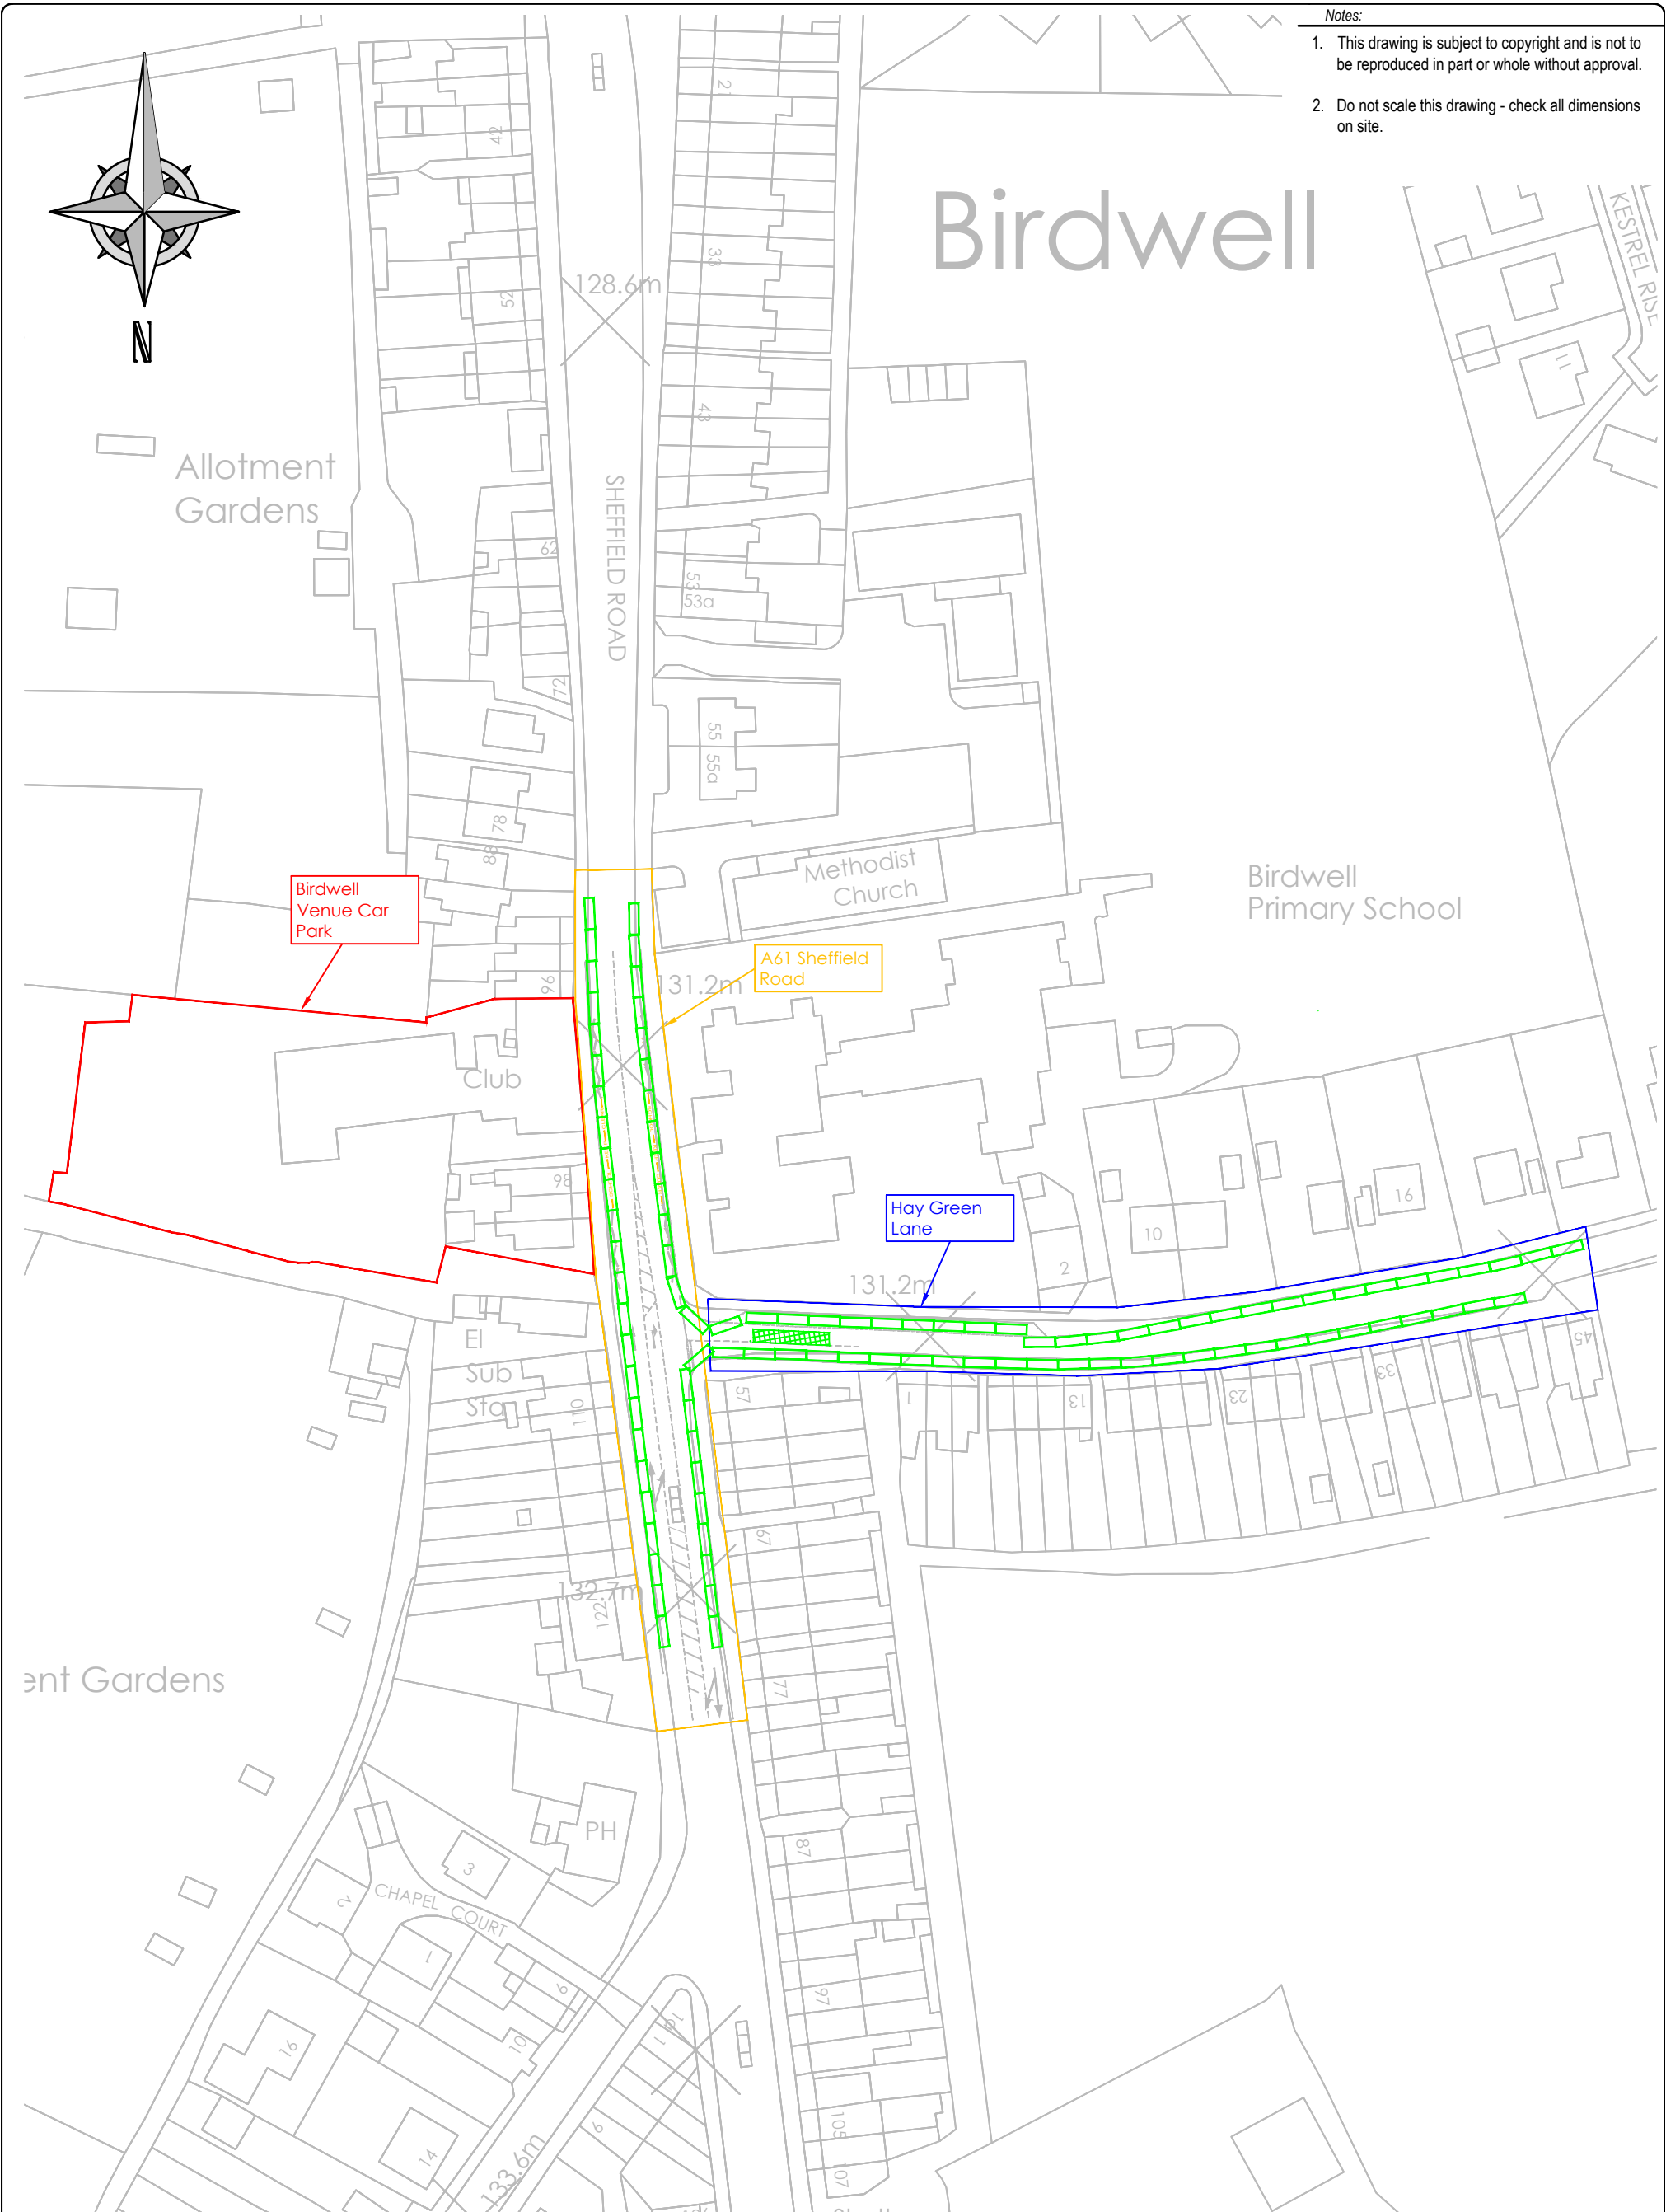 Notes:
1. This drawing is subject to copyright and is not to
be reproduced in part or whole without approval.
2. Do not scale this drawing - check all dimensions
on site.
N
Birdwell
KESTREL RISE
42
33
52
128.6m
11
43
Allotment
Gardens
SHEFFIELD ROAD
62
53
53a
72
55
55a
78
88
Methodist
Church
Birdwell
Primary School
Birdwell
Venue Car
Park
A61 Sheffield
Road
96
131.2m
Club
98
16
Hay Green
Lane
10
2
131.2m
El
Sub
Sta
110
57
1
13
23
33
45
67
132.7m
122
77
ent Gardens
PH
87
3
2
CHAPEL COURT
1
9
97
10
16
1
6
105
14
133.6m
107